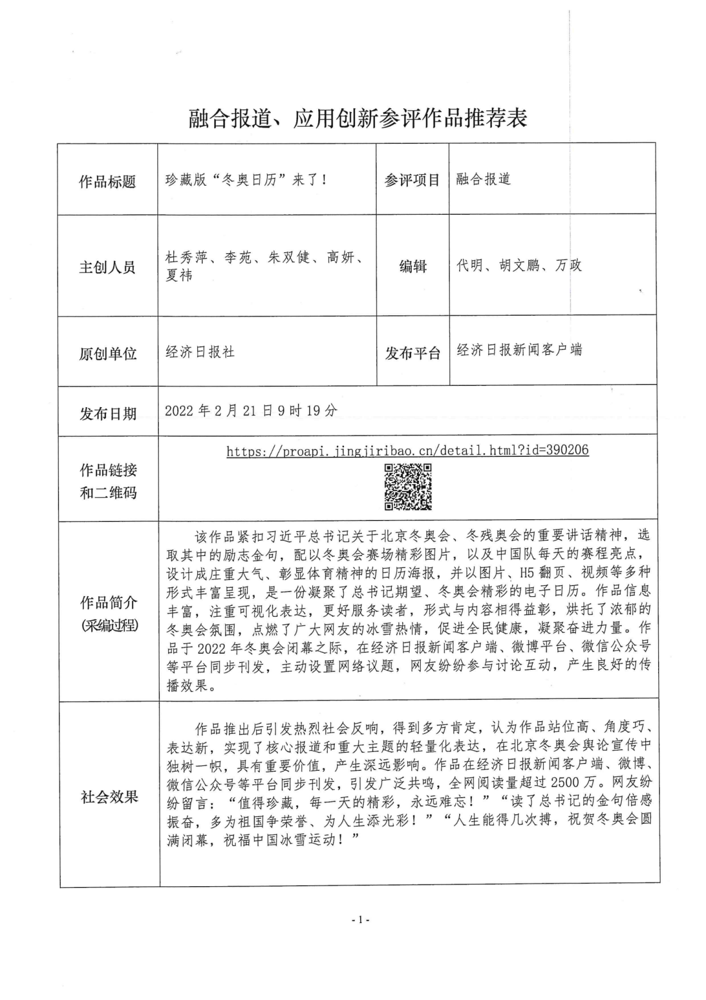 融合报道、应用创新参评作品推荐表
作品标题
珍藏版“冬奥日历”来了！
参评项目
融合报道
主创人员
杜秀萍、李苑、朱双健、高妍、
夏祎
编辑
代明、胡文鹏、万政
原创单位
经济日报社
发布平台
经济日报新闻客户端
发布日期
2022年2月21日9时19分
作品链接
和二维码
https://proapi.jingjiribao.cn/detail.html?id=390206
作品简介
(采编过程)
该作品紧扣习近平总书记关于北京冬奥会、冬残奥会的重要讲话精神，选
取其中的励志金句，配以冬奥会赛场精彩图片，以及中国队每天的赛程亮点，
设计成庄重大气、彰显体育精神的日历海报，并以图片、H5翻页、视频等多种
形式丰富呈现，是一份凝聚了总书记期望、冬奥会精彩的电子日历。作品信息
丰富，注重可视化表达，更好服务读者，形式与内容相得益彰，烘托了浓郁的
冬奥会氛围，点燃了广大网友的冰雪热情，促进全民健康，凝聚奋进力量。作
品于2022年冬奥会闭幕之际，在经济日报新闻客户端、微博平台、微信公众号
等平台同步刊发，主动设置网络议题，网友纷纷参与讨论互动，产生良好的传
播效果。
社会效果
作品推出后引发热烈社会反响，得到多方肯定，认为作品站位高、角度巧、
表达新，实现了核心报道和重大主题的轻量化表达，在北京冬奥会舆论宣传中
独树一帜，具有重要价值，产生深远影响。作品在经济日报新闻客户端、微博、
微信公众号等平台同步刊发，引发广泛共鸣，全网阅读量超过2500万。网友纷
纷留言：“值得珍藏，每一天的精彩，永远难忘！”“读了总书记的金句倍感
振奋，多为祖国争荣誉、为人生添光彩！”“人生能得几次搏，祝贺冬奥会圆
满闭幕，祝福中国冰雪运动！”
- 1 -